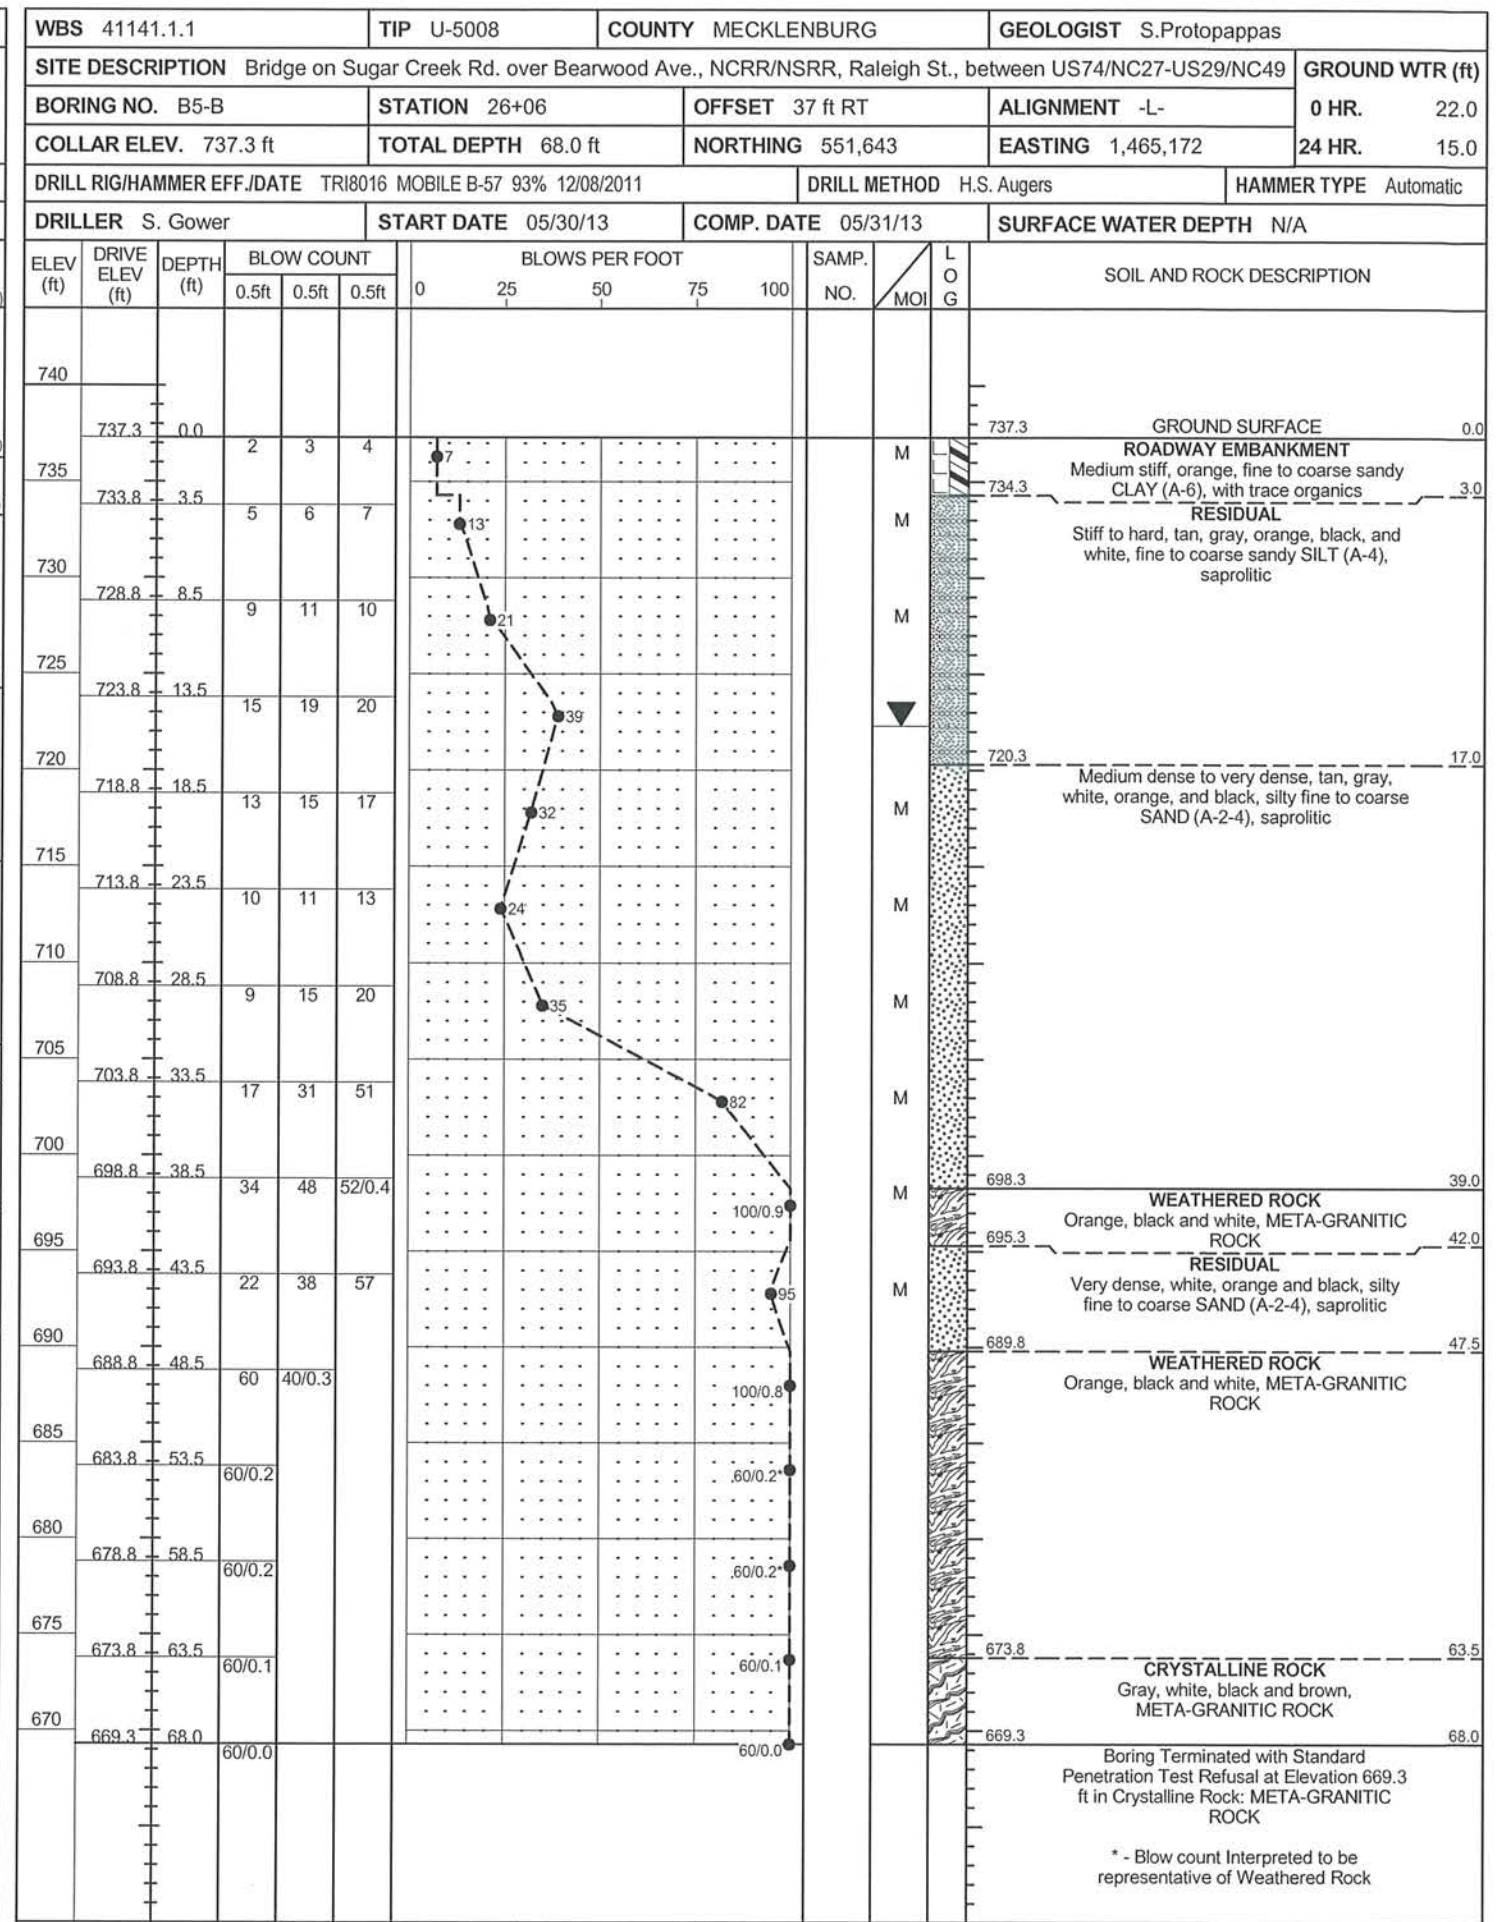 WBS 41141.1.1 TIP U-5008 COUNTY MECKLENBURG GEOLOGIST S.Protopappas
SITE DESCRIPTION Bridge on Sugar Creek Rd. over Bearwood Ave., NCRR/NSRR, Raleigh St., between US74/NC27-US29/NC49 GROUND WTR (ft)
BORING NO. B5-B STATION 26+06 OFFSET 37 ft RT ALIGNMENT -L- 0 HR. 22.0
COLLAR ELEV. 737.3 ft TOTAL DEPTH 68.0 ft NORTHING 551,643 EASTING 1,465,172 24 HR. 15.0
DRILL RIG/HAMMER EFF./DATE TRI8016 MOBILE B-57 93% 12/08/2011 DRILL METHOD H.S. Augers HAMMER TYPE Automatic
DRILLER S. Gower START DATE 05/30/13 COMP. DATE 05/31/13 SURFACE WATER DEPTH N/A
ELEV (ft) DRIVE ELEV (ft) DEPTH (ft) BLOW COUNT BLOWS PER FOOT SAMP. NO. MOI LOG SOIL AND ROCK DESCRIPTION
0.5ft 0.5ft 0.5ft 0 25 50 75 100
740
737.3 0.0 737.3 GROUND SURFACE 0.0
2 3 4 7 M ROADWAY EMBANKMENT
Medium stiff, orange, fine to coarse sandy
735
CLAY (A-6), with trace organics
734.3 3.0
733.8 3.5
5 6 7 13 M RESIDUAL
Stiff to hard, tan, gray, orange, black, and
white, fine to coarse sandy SILT (A-4),
saprolitic
730
728.8 8.5
9 11 10 21 M
725
723.8 13.5
15 19 20 39
720
720.3 17.0
Medium dense to very dense, tan, gray,
white, orange, and black, silty fine to coarse
SAND (A-2-4), saprolitic
718.8 18.5
13 15 17 32 M
715
713.8 23.5
10 11 13 24 M
710
708.8 28.5
9 15 20 35 M
705
703.8 33.5
17 31 51 82 M
700
698.8 38.5
34 48 52/0.4 100/0.9 M
698.3 39.0
WEATHERED ROCK
Orange, black and white, META-GRANITIC
ROCK
695
695.3 42.0
RESIDUAL
Very dense, white, orange and black, silty
fine to coarse SAND (A-2-4), saprolitic
693.8 43.5
22 38 57 95 M
690
689.8 47.5
WEATHERED ROCK
Orange, black and white, META-GRANITIC
ROCK
688.8 48.5
60 40/0.3 100/0.8
685
683.8 53.5
60/0.2 60/0.2*
680
678.8 58.5
60/0.2 60/0.2*
675
673.8 63.5 673.8 63.5
60/0.1 60/0.1
CRYSTALLINE ROCK
Gray, white, black and brown,
META-GRANITIC ROCK
670
669.3 68.0 669.3 68.0
60/0.0 60/0.0
Boring Terminated with Standard
Penetration Test Refusal at Elevation 669.3
ft in Crystalline Rock: META-GRANITIC
ROCK
* - Blow count Interpreted to be
representative of Weathered Rock